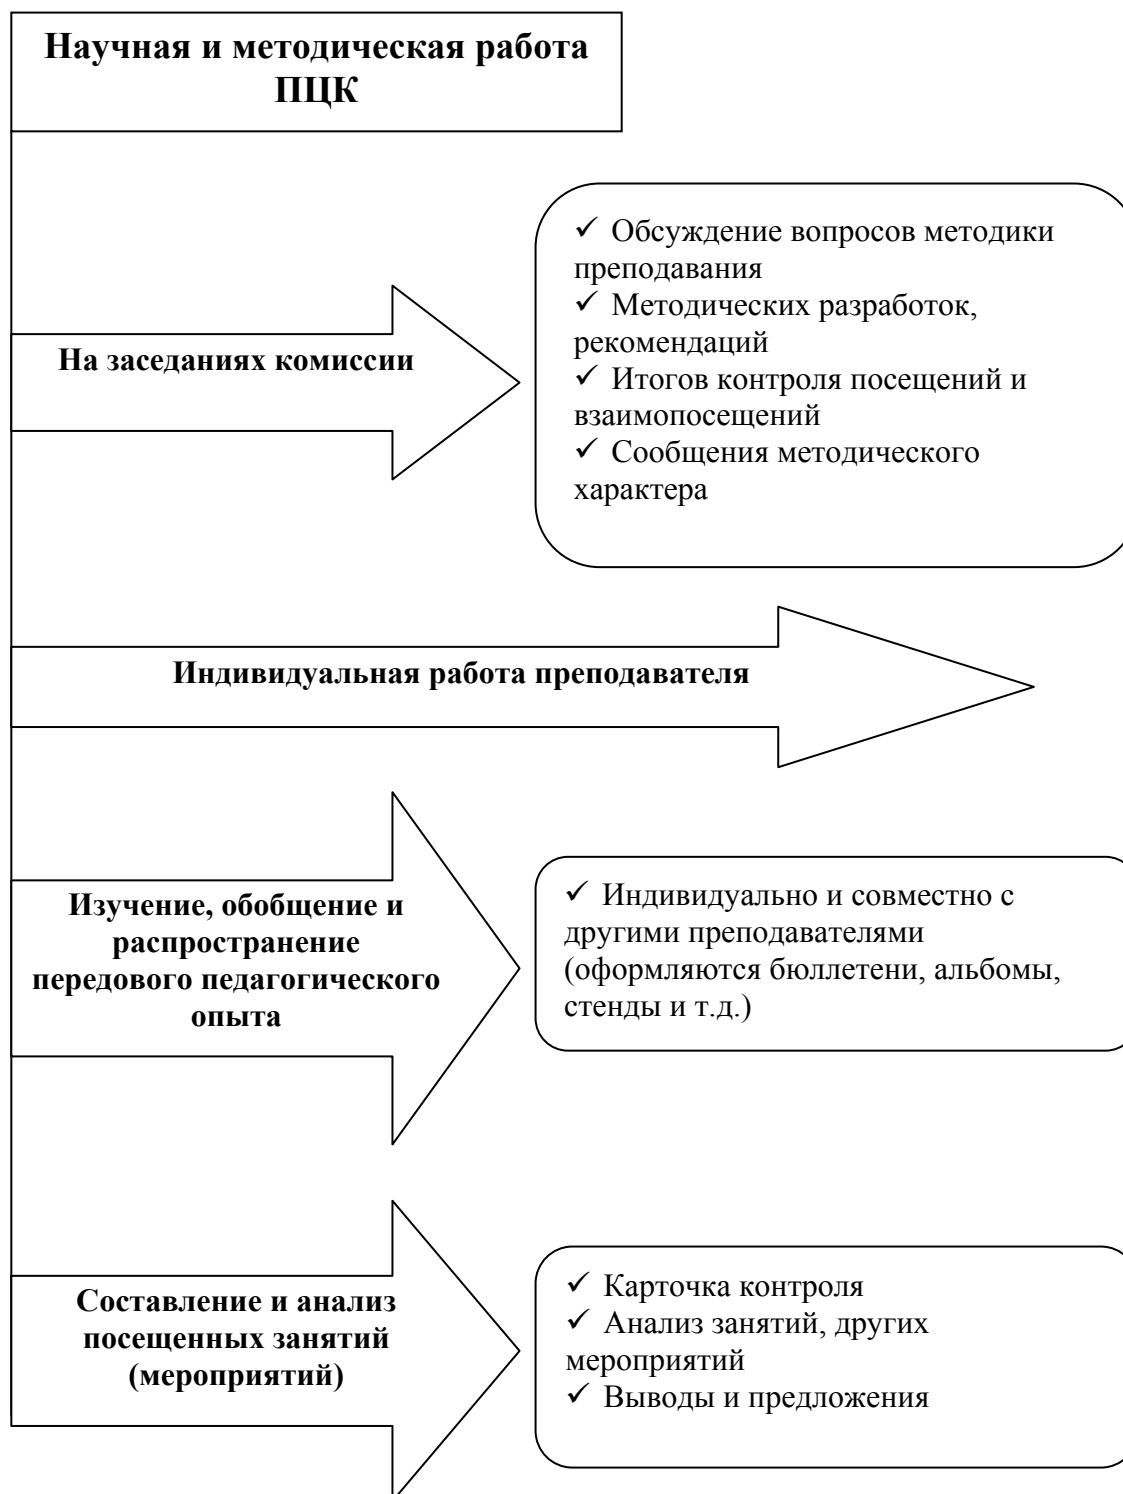 Научная и методическая работа
ПЦК
На заседаниях комиссии
✓ Обсуждение вопросов методики
преподавания
✓ Методических разработок,
рекомендаций
✓ Итогов контроля посещений и
взаимопосещений
✓ Сообщения методического
характера
Индивидуальная работа преподавателя
Изучение, обобщение и
распространение
передового педагогического
опыта
✓ Индивидуально и совместно с
другими преподавателями
(оформляются бюллетени, альбомы,
стенды и т.д.)
Составление и анализ
посещенных занятий
(мероприятий)
✓ Карточка контроля
✓ Анализ занятий, других
мероприятий
✓ Выводы и предложения